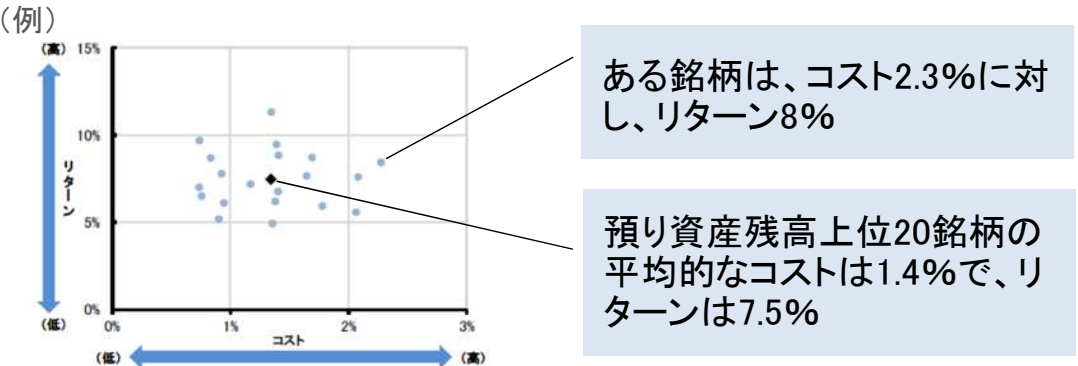 （例）
（高）
15%
10%
5%
0%
リターン
（低）
0%
1%
2%
3%
コスト
（低）
（高）
ある銘柄は、コスト2.3%に対
し、リターン8%
預り資産残高上位20銘柄の
平均的なコストは1.4%で、リ
ターンは7.5%